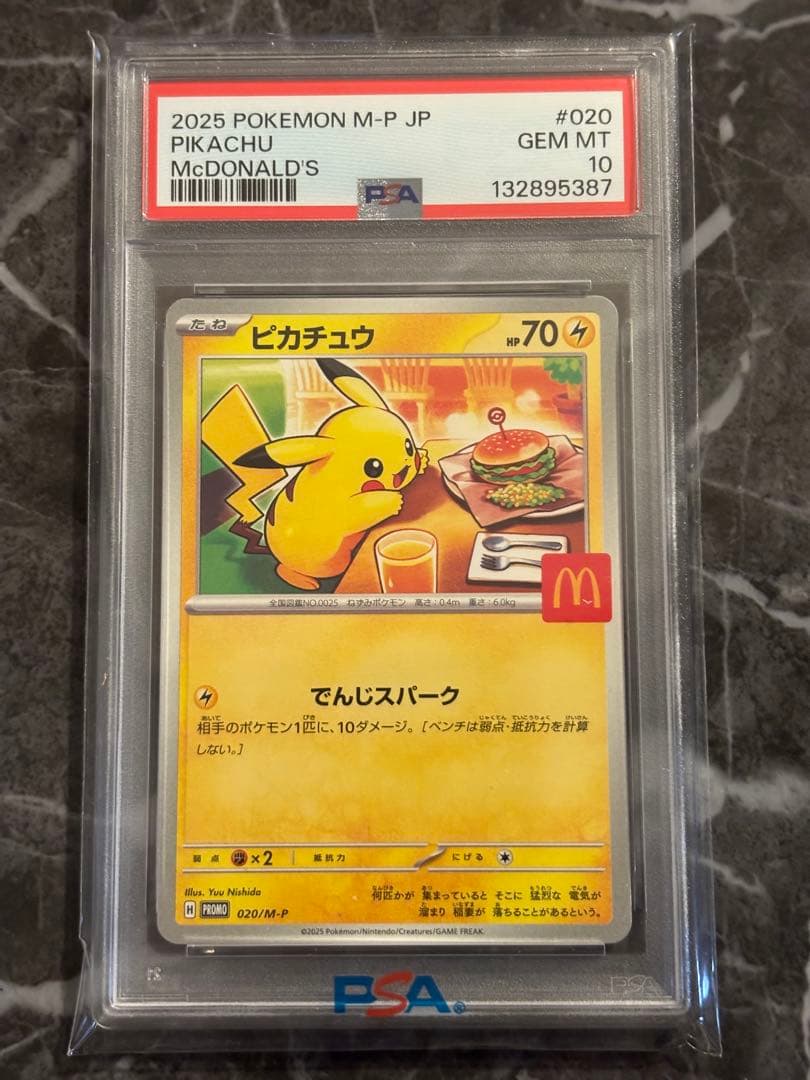 2025 POKEMON M-P JP #020
PIKACHU GEM MT
McDONALD'S 10
PSA 132895387
たね ピカチュウ HP70
全国図鑑NO.0025 ねずみポケモン 高さ:0.4m 重さ:6.0kg
でんじスパーク
相手のポケモン1匹に、10ダメージ。[ベンチは弱点・抵抗力を計算
しない。]
弱点 ×2 抵抗力 にげる
Illus. Yuu Nishida
何匹かが 集まっていると そこに 猛烈な 電気が
溜まり 稲妻が 落ちることがあるという。
H PROMO 020/M-P
©2025 Pokémon/Nintendo/Creatures/GAME FREAK.
PSA
PSA®